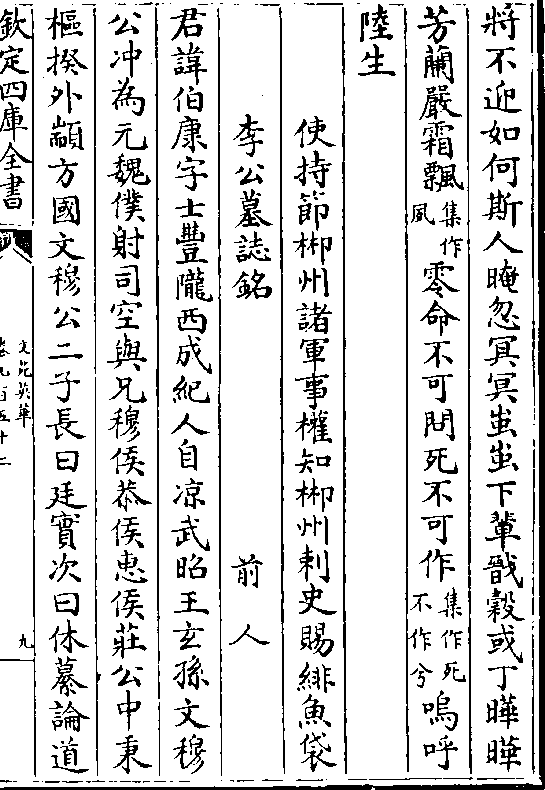 將不迎如何斯人晻忽冥冥蚩蚩下輩戩穀或丁曄曄
芳蘭嚴霜飄集作風零命不可問死不可作集作死不作兮嗚呼
陸生
使持節郴州諸軍事權知郴州刺史賜緋魚袋
李公墓誌銘 前人
君諱伯康字士豐隴西成紀人自凉武昭王玄孫文穆
公冲為元魏僕射司空與兄穆侯恭侯惠侯莊公中秉
樞揆外顓方國文穆公二子長曰廷實次曰休纂論道
欽定四庫全書
文苑英華
卷九百五十二
九